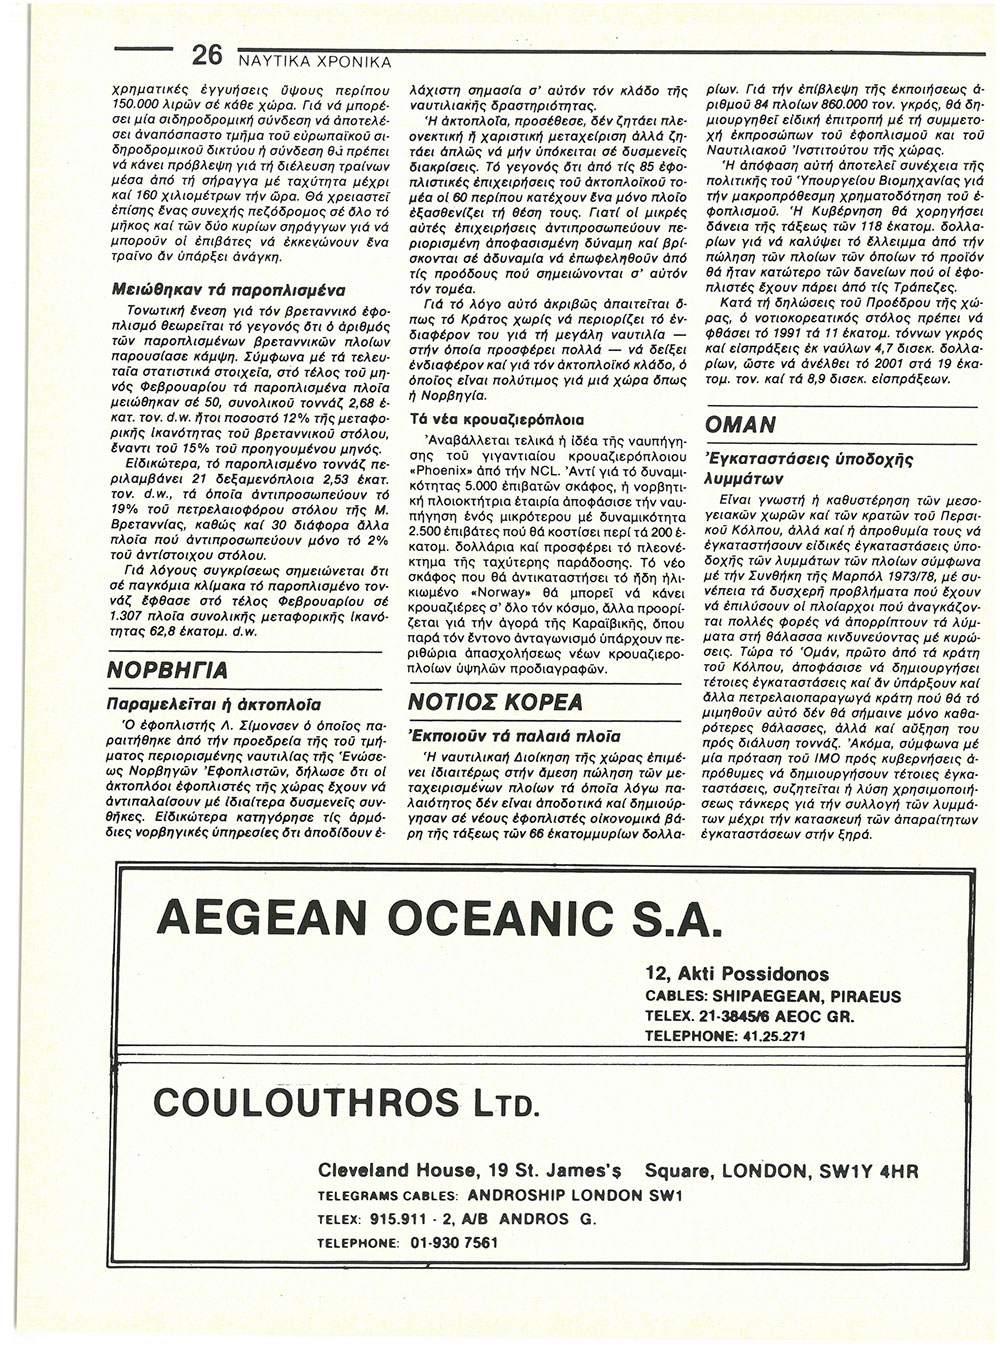 26 ΝΑΥΤΙΚΑ ΧΡΟΝΙΚΑ
χρηματικές ἐγγυήσεις ὕψους περίπου
150.000 λιρῶν σέ κάθε χώρα. Γιά νά μπορέ-
σει μία σιδηροδρομική σύνδεση νά ἀποτελέ-
σει ἀναπόσπαστο τμῆμα τοῦ εὐρωπαϊκοῦ σι-
δηροδρομικοῦ δικτύου ἡ σύνδεση θά πρέπει
νά κάνει πρόβλεψη γιά τή διέλευση τραίνων
μέσα ἀπό τή σήραγγα μέ ταχύτητα μέχρι
καί 160 χιλιομέτρων τήν ὥρα. Θά χρειαστεῖ
ἐπίσης ἕνας συνεχής πεζόδρομος σέ ὅλο τό
μῆκος καί τῶν δύο κυρίων σηράγγων γιά νά
μποροῦν οἱ ἐπιβάτες νά ἐκκενώνουν ἕνα
τραῖνο ἄν ὑπάρξει ἀνάγκη.
Μειώθηκαν τά παροπλισμένα
Τονωτική ἔνεση γιά τόν βρεταννικό ἐφο-
πλισμό θεωρεῖται τό γεγονός ὅτι ὁ ἀριθμός
τῶν παροπλισμένων βρεταννικῶν πλοίων
παρουσίασε κάμψη. Σύμφωνα μέ τά τελευ-
ταῖα στατιστικά στοιχεῖα, στό τέλος τοῦ μη-
νός Φεβρουαρίου τά παροπλισμένα πλοῖα
μειώθηκαν σέ 50, συνολικοῦ τοννάζ 2,68 ἑ-
κατ. τον. d.w. ἤτοι ποσοστό 12% τῆς μεταφο-
ρικῆς ἱκανότητας τοῦ βρεταννικοῦ στόλου,
ἔναντι τοῦ 15% τοῦ προηγουμένου μηνός.
Εἰδικώτερα, τό παροπλισμένο τοννάζ πε-
ριλαμβάνει 21 δεξαμενόπλοια 2,53 ἑκατ.
τον. d.w., τά ὁποῖα ἀντιπροσωπεύουν τό
19% τοῦ πετρελαιοφόρου στόλου τῆς Μ.
Βρεταννίας, καθώς καί 30 διάφορα ἄλλα
πλοῖα πού ἀντιπροσωπεύουν μόνο τό 2%
τοῦ ἀντίστοιχου στόλου.
Γιά λόγους συγκρίσεως σημειώνεται ὅτι
σέ παγκόμια κλίμακα τό παροπλισμένο τον-
νάζ ἔφθασε στό τέλος Φεβρουαρίου σέ
1.307 πλοῖα συνολικῆς μεταφορικῆς ἱκανό-
τητας 62,8 ἑκατομ. d.w.
ΝΟΡΒΗΓΙΑ
Παραμελεῖται ἡ ἀκτοπλοΐα
Ὁ ἐφοπλιστής Λ. Σίμονσεν ὁ ὁποῖος πα-
ραιτήθηκε ἀπό τήν προεδρεία τῆς τοῦ τμή-
ματος περιορισμένης ναυτιλίας τῆς Ἑνώσε-
ως Νορβηγῶν Ἐφοπλιστῶν, δήλωσε ὅτι οἱ
ἀκτοπλόοι ἐφοπλιστές τῆς χώρας ἔχουν νά
ἀντιπαλαίσουν μέ ἰδιαίτερα δυσμενεῖς συν-
θῆκες. Εἰδικώτερα κατηγόρησε τίς ἁρμό-
διες νορβηγικές ὑπηρεσίες ὅτι ἀποδίδουν ἐ-
λάχιστη σημασία σ' αὐτόν τόν κλάδο τῆς
ναυτιλιακῆς δραστηριότητας.
Ἡ ἀκτοπλοΐα, προσέθεσε, δέν ζητάει πλε-
ονεκτική ἤ χαριστική μεταχείριση ἀλλά ζη-
τάει ἁπλῶς νά μήν ὑπόκειται σέ δυσμενεῖς
διακρίσεις. Τό γεγονός ὅτι ἀπό τίς 85 ἐφο-
πλιστικές ἐπιχειρήσεις τοῦ ἀκτοπλοϊκοῦ το-
μέα οἱ 60 περίπου κατέχουν ἕνα μόνο πλοῖο
ἐξασθενίζει τή θέση τους. Γιατί οἱ μικρές
αὐτές ἐπιχειρήσεις ἀντιπροσωπεύουν πε-
ριορισμένη ἀποφασισμένη δύναμη καί βρί-
σκονται σέ ἀδυναμία νά ἐπωφεληθοῦν ἀπό
τίς προόδους πού σημειώνονται σ' αὐτόν
τόν τομέα.
Γιά τό λόγο αὐτό ἀκριβῶς ἀπαιτεῖται ὅ-
πως τό Κράτος χωρίς νά περιορίζει τό ἐν-
διαφέρον του γιά τή μεγάλη ναυτιλία —
στήν ὁποία προσφέρει πολλά — νά δείξει
ἐνδιαφέρον καί γιά τόν ἀκτοπλοϊκό κλάδο, ὁ
ὁποῖος εἶναι πολύτιμος γιά μιά χώρα ὅπως
ἡ Νορβηγία.
Τά νέα κρουαζιερόπλοια
Ἀναβάλλεται τελικά ἡ ἰδέα τῆς ναυπήγη-
σης τοῦ γιγαντιαίου κρουαζιερόπλοιου
«Phoenix» ἀπό τήν NCL. Ἀντί γιά τό δυναμι-
κότητας 5.000 ἐπιβατῶν σκάφος, ἡ νορβητι-
κή πλοιοκτήτρια ἑταιρία ἀποφάσισε τήν ναυ-
πήγηση ἑνός μικρότερου μέ δυναμικότητα
2.500 ἐπιβάτες πού θά κοστίσει περί τά 200 ἑ-
κατομ. δολλάρια καί προσφέρει τό πλεονέ-
κτημα τῆς ταχύτερης παράδοσης. Τό νέο
σκάφος που θά ἀντικαταστήσει τό ἤδη ἡλι-
κιωμένο «Norway» θά μπορεῖ νά κάνει
κρουαζιέρες σ' ὅλο τόν κόσμο, ἄλλα προορί-
ζεται γιά τήν ἀγορά τῆς Καραϊβικῆς, ὅπου
παρά τόν ἔντονο ἀνταγωνισμό ὑπάρχουν πε-
ριθώρια ἀπασχολήσεως νέων κρουαζιερο-
πλοίων ὑψηλῶν προδιαγραφῶν.
ΝΟΤΙΟΣ ΚΟΡΕΑ
Ἐκποιοῦν τά παλαιά πλοῖα
Ἡ ναυτιλική Διοίκηση τῆς χώρας ἐπιμέ-
νει ἰδιαιτέρως στήν ἄμεση πώληση τῶν με-
ταχειρισμένων πλοίων τά ὁποῖα λόγω πα-
λαιότητος δέν εἶναι ἀποδοτικά καί δημιούρ-
γησαν σέ νέους ἐφοπλιστές οἰκονομικά βά-
ρη τῆς τάξεως τῶν 66 ἑκατομμυρίων δολλα-
ρίων. Γιά τήν ἐπίβλεψη τῆς ἐκποιήσεως ἀ-
ριθμοῦ 84 πλοίων 860.000 τον. γκρός, θά δη-
μιουργηθεῖ εἰδική ἐπιτροπή μέ τή συμμετο-
χή ἐκπροσώπων τοῦ ἐφοπλισμοῦ καί τοῦ
Ναυτιλιακοῦ Ἰνστιτούτου τῆς χώρας.
Ἡ ἀπόφαση αὐτή ἀποτελεῖ συνέχεια τῆς
πολιτικῆς τοῦ Ὑπουργείου Βιομηχανίας γιά
τήν μακροπρόθεσμη χρηματοδότηση τοῦ ἐ-
φοπλισμοῦ. Ἡ Κυβέρνηση θά χορηγήσει
δάνεια τῆς τάξεως τῶν 118 ἑκατομ. δολλα-
ρίων γιά νά καλύψει τό ἔλλειμμα ἀπό τήν
πώληση τῶν πλοίων τῶν ὁποίων τό προϊόν
θά ἦταν κατώτερο τῶν δανείων πού οἱ ἐφο-
πλιστές ἔχουν πάρει ἀπό τίς Τράπεζες.
Κατά τή δηλώσεις τοῦ Προέδρου τῆς χώ-
ρας, ὁ νοτιοκορεατικός στόλος πρέπει νά
φθάσει τό 1991 τά 11 ἑκατομ. τόννων γκρός
καί εἰσπράξεις ἐκ ναύλων 4,7 δισεκ. δολλα-
ρίων, ὥστε νά ἀνέλθει τό 2001 στά 19 ἑκα-
τομ. τον. καί τά 8,9 δισεκ. εἰσπράξεων.
ΟΜΑΝ
Ἐγκαταστάσεις ὑποδοχῆς
λυμμάτων
Εἶναι γνωστή ἡ καθυστέρηση τῶν μεσο-
γειακῶν χωρῶν καί τῶν κρατῶν τοῦ Περσι-
κοῦ Κόλπου, ἀλλά καί ἡ ἀπροθυμία τους νά
ἐγκαταστήσουν εἰδικές ἐγκαταστάσεις ὑπο-
δοχῆς τῶν λυμμάτων τῶν πλοίων σύμφωνα
μέ τήν Συνθήκη τῆς Μαρπόλ 1973/78, μέ συ-
νέπεια τά δυσχερῆ προβλήματα πού ἔχουν
νά ἐπιλύσουν οἱ πλοίαρχοι πού ἀναγκάζον-
ται πολλές φορές νά ἀπορρίπτουν τά λύμ-
ματα στή θάλασσα κινδυνεύοντας μέ κυρώ-
σεις. Τώρα τό Ὁμάν, πρῶτο ἀπό τά κράτη
τοῦ Κόλπου, ἀποφάσισε νά δημιουργήσει
τέτοιες ἐγκαταστάσεις καί ἄν ὑπάρξουν καί
ἄλλα πετρελαιοπαραγωγά κράτη πού θά τό
μιμηθοῦν αὐτό δέν θά σήμαινε μόνο καθα-
ρότερες θάλασσες, ἀλλά καί αὔξηση του
πρός διάλυση τοννάζ. Ἀκόμα, σύμφωνα μέ
μία πρόταση τοῦ ΙΜΟ πρός κυβερνήσεις ἀ-
πρόθυμες νά δημιουργήσουν τέτοιες ἐγκα-
ταστάσεις, συζητεῖται ἡ λύση χρησιμοποιή-
σεως τάνκερς γιά τήν συλλογή τῶν λυμμά-
των μέχρι τήν κατασκευή τῶν ἀπαραίτητων
ἐγκαταστάσεων στήν ξηρά.
AEGEAN OCEANIC S.A.
12, Akti Possidonos
CABLES: SHIPAEGEAN, PIRAEUS
TELEX. 21-3845/6 AEOC GR.
TELEPHONE: 41.25.271
COULOUTHROS LTD.
Cleveland House, 19 St. James's Square, LONDON, SW1Y 4HR
TELEGRAMS CABLES: ANDROSHIP LONDON SW1
TELEX: 915.911 - 2, A/B ANDROS G.
TELEPHONE: 01-930 7561